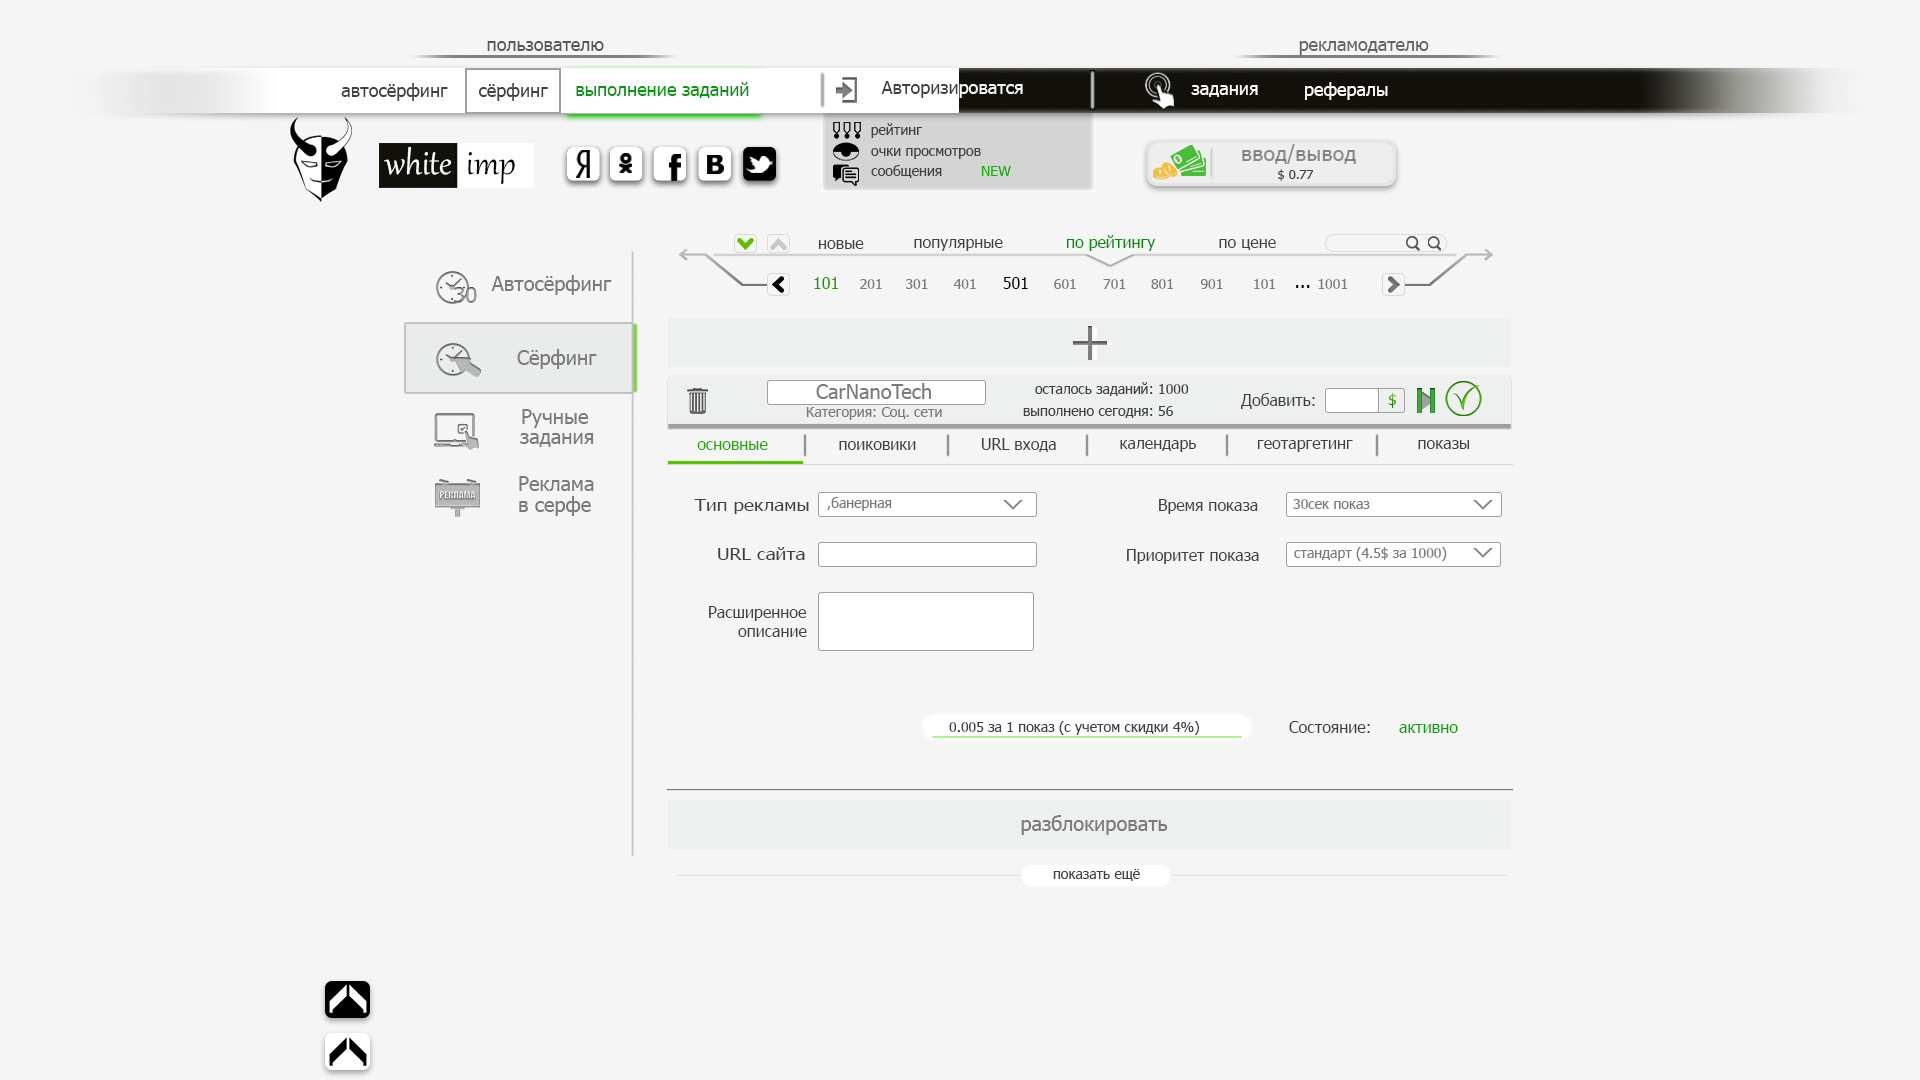 пользователю
рекламодателю
автосёрфинг
сёрфинг
выполнение заданий
Авторизироватся
задания
рефералы
white imp
Я
В
рейтинг
очки просмотров
сообщения NEW
ввод/вывод
$ 0.77
новые популярные по рейтингу по цене
101 201 301 401 501 601 701 801 901 101 ... 1001
30
Автосёрфинг
Сёрфинг
Ручные
задания
РЕКЛАМА
Реклама
в серфе
CarNanoTech
Категория: Соц. сети
осталось заданий: 1000
выполнено сегодня: 56
Добавить: $
основные поиковики URL входа календарь геотаргетинг показы
Тип рекламы ,банерная
Время показа 30сек показ
URL сайта
Приоритет показа стандарт (4.5$ за 1000)
Расширенное
описание
0.005 за 1 показ (с учетом скидки 4%)
Состояние: активно
разблокировать
показать ещё